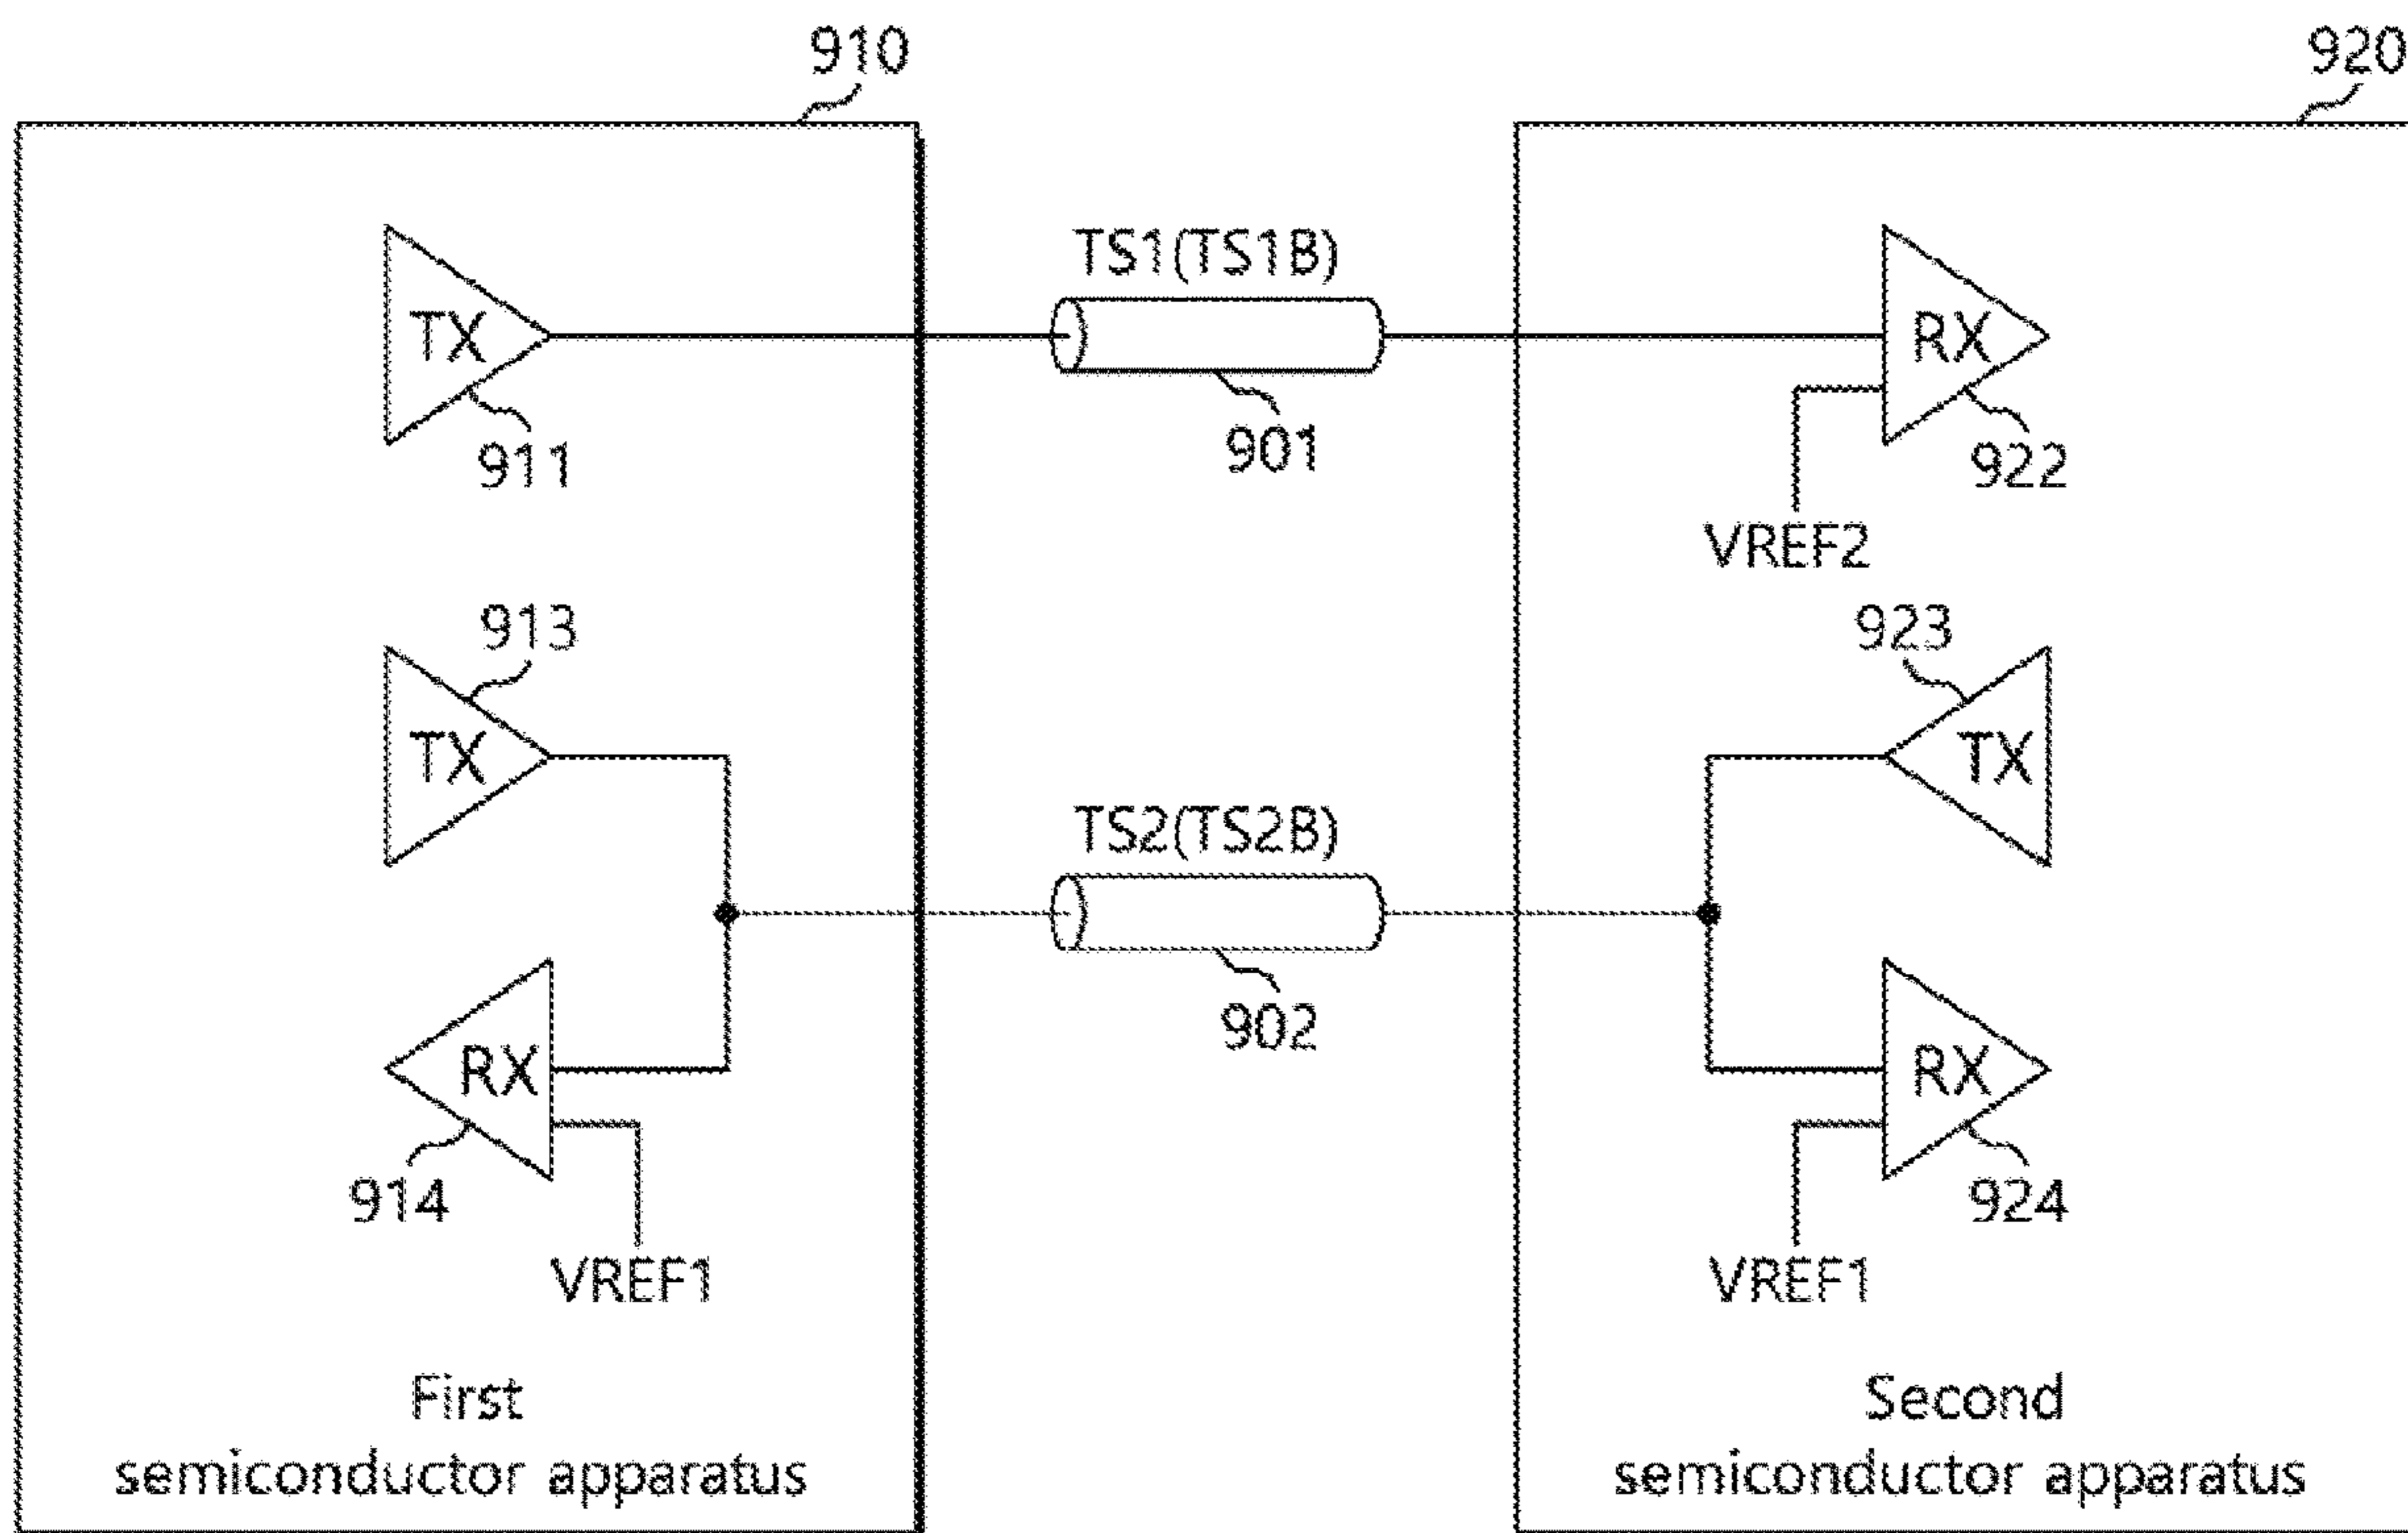 910
920
TS1(TS1B)
TX
RX
911
901
922
VREF2
913
923
TX
TX
TS2(TS2B)
902
RX
RX
914
924
VREF1
VREF1
First
semiconductor apparatus
Second
semiconductor apparatus